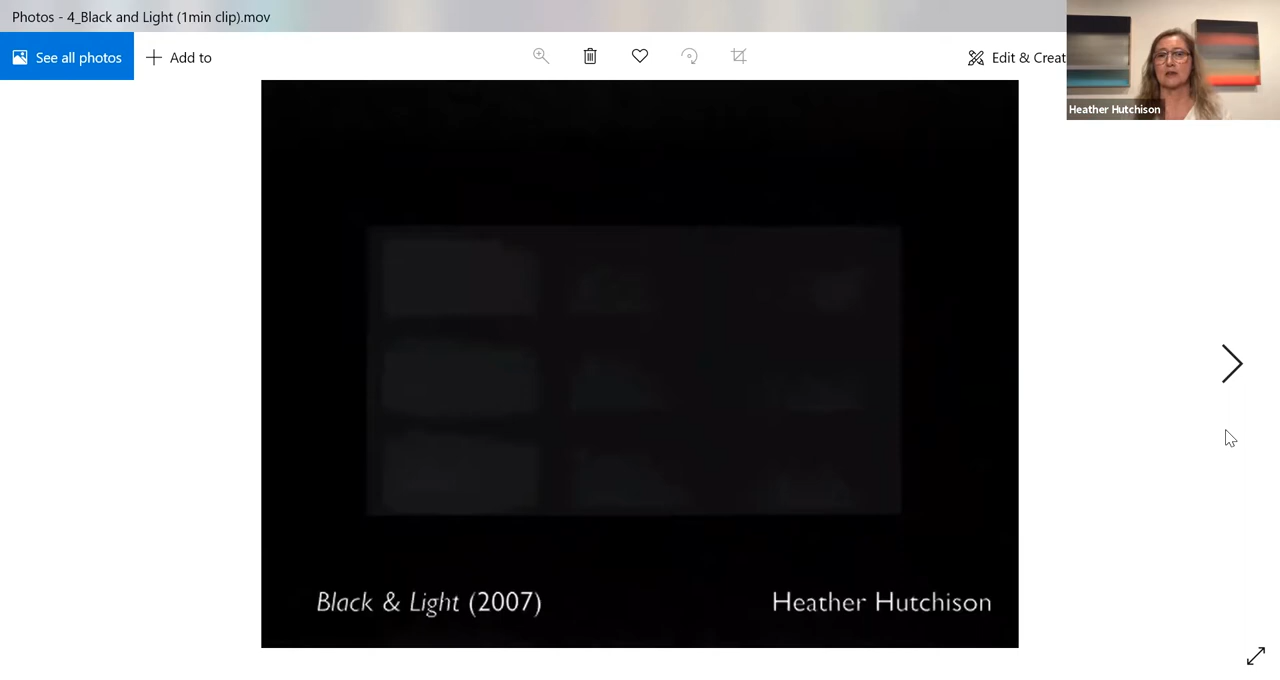 Photos - 4_Black and Light (1min clip).mov
See all photos
Add to
Edit & Creat
Heather Hutchison
Black & Light (2007)
Heather Hutchison